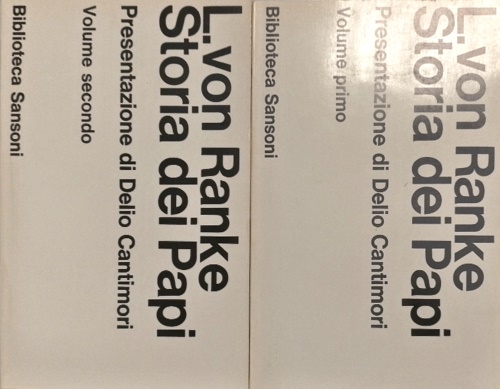 L. von Ranke
Storia dei Papi
Presentazione di Delio Cantimori
Volume primo
Biblioteca Sansoni
L. von Ranke
Storia dei Papi
Presentazione di Delio Cantimori
Volume secondo
Biblioteca Sansoni